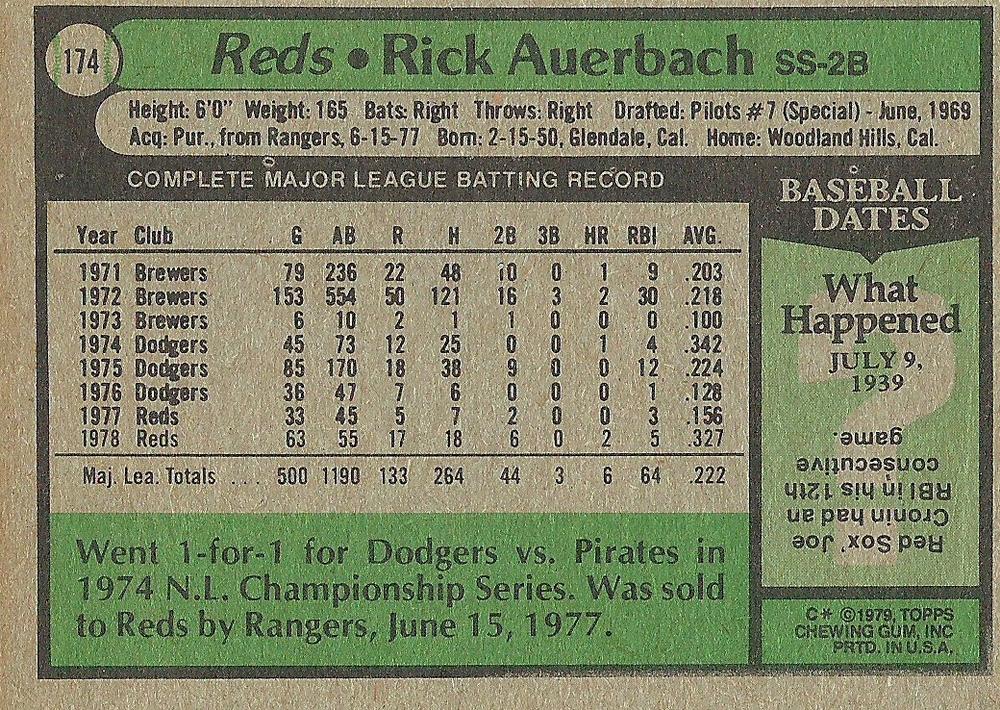 174
Reds • Rick Auerbach SS-2B
Height: 6'0" Weight: 165 Bats: Right Throws: Right Drafted: Pilots #7 (Special) - June, 1969
Acq: Pur., from Rangers, 6-15-77 Born: 2-15-50, Glendale, Cal. Home: Woodland Hills, Cal.
COMPLETE MAJOR LEAGUE BATTING RECORD
Year Club G AB R H 2B 3B HR RBI AVG.
1971 Brewers 79 236 22 48 10 0 1 9 .203
1972 Brewers 153 554 50 121 16 3 2 30 .218
1973 Brewers 6 10 2 1 1 0 0 0 .100
1974 Dodgers 45 73 12 25 0 0 1 4 .342
1975 Dodgers 85 170 18 38 9 0 0 12 .224
1976 Dodgers 36 47 7 6 0 0 0 1 .128
1977 Reds 33 45 5 7 2 0 0 3 .156
1978 Reds 63 55 17 18 6 0 2 5 .327
Maj. Lea. Totals ... 500 1190 133 264 44 3 6 64 .222
Went 1-for-1 for Dodgers vs. Pirates in
1974 N.L. Championship Series. Was sold
to Reds by Rangers, June 15, 1977.
BASEBALL
DATES
What
Happened
JULY 9,
1939
?
Red Sox' Joe
Cronin had an
RBI in his 12th
consecutive
game.
C* ©1979, TOPPS
CHEWING GUM, INC
PRTD. IN U.S.A.